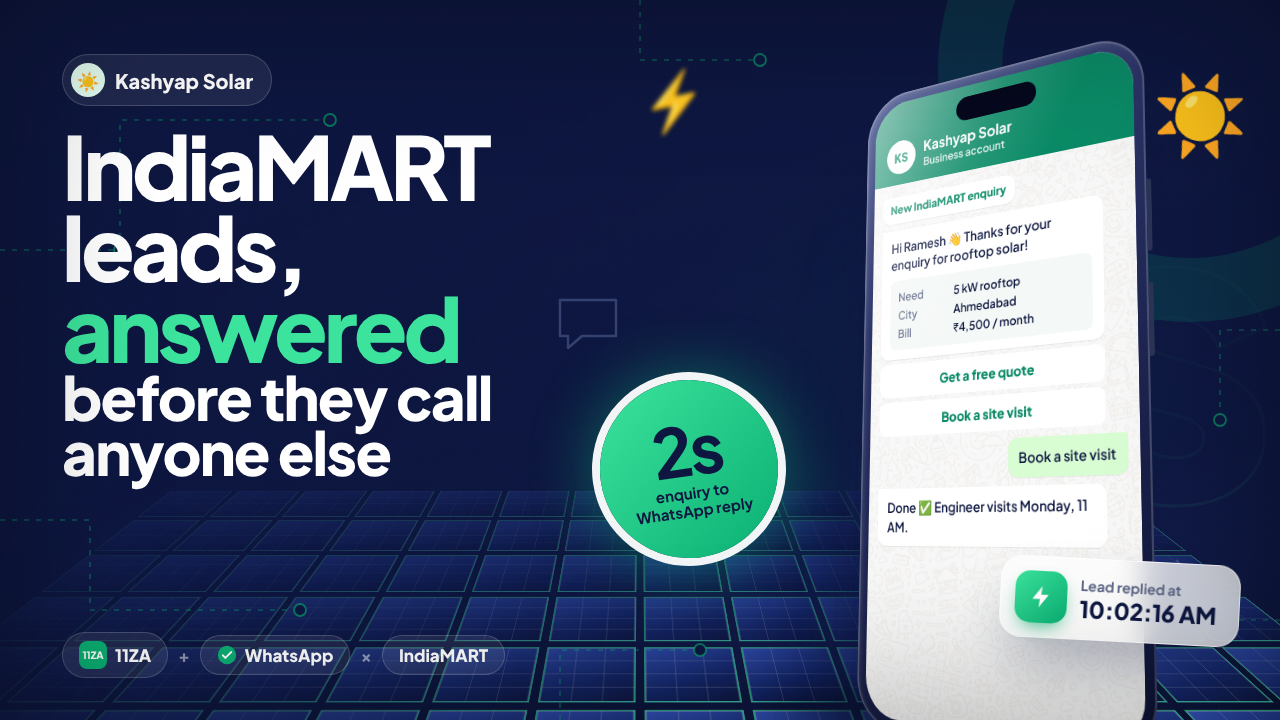 Kashyap Solar
IndiaMART
leads,
answered
before they call
anyone else
2s
enquiry to
WhatsApp reply
KS
Kashyap Solar
Business account
New IndiaMART enquiry
Hi Ramesh 👋 Thanks for your
enquiry for rooftop solar!
Need 5 kW rooftop
City Ahmedabad
Bill ₹4,500 / month
Get a free quote
Book a site visit
Book a site visit
Done ✅ Engineer visits Monday, 11
AM.
Lead replied at
10:02:16 AM
11ZA 11ZA + WhatsApp × IndiaMART